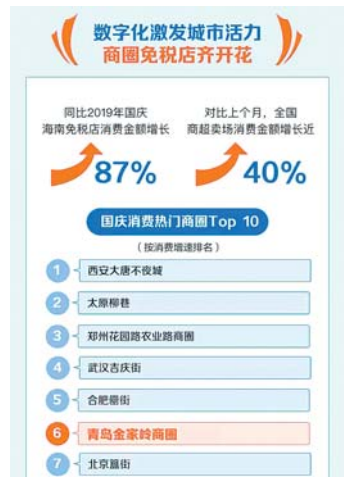 数字化激发城市活力
商圈免税店齐开花
同比2019年国庆
海南免税店消费金额增长
87%
对比上个月，全国
商超卖场消费金额增长近
40%
国庆消费热门商圈Top 10
（按消费增速排名）
1 西安大唐不夜城
2 太原柳巷
3 郑州花园路农业路商圈
4 武汉吉庆街
5 合肥罍街
6 青岛金家岭商圈
7 北京簋街